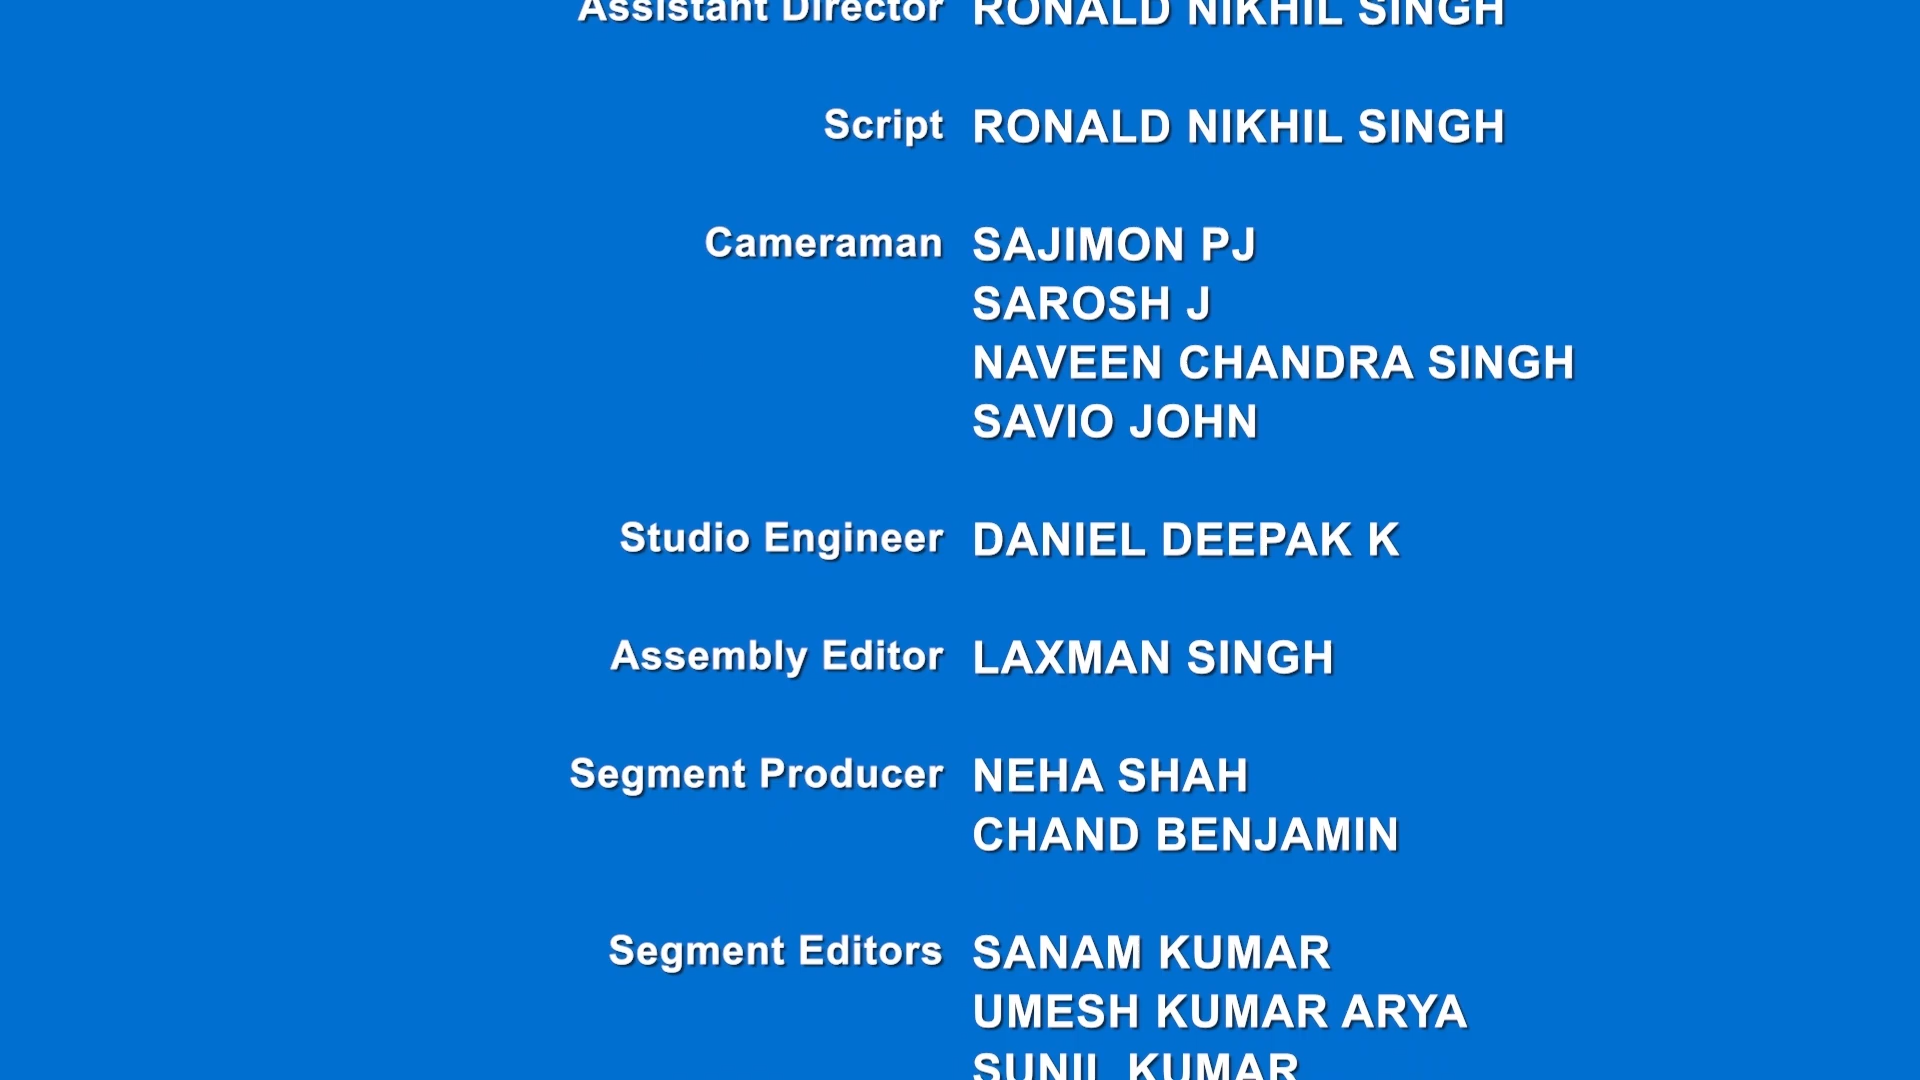 Assistant Director RONALD NIKHIL SINGH
Script RONALD NIKHIL SINGH
Cameraman SAJIMON PJ
SAROSH J
NAVEEN CHANDRA SINGH
SAVIO JOHN
Studio Engineer DANIEL DEEPAK K
Assembly Editor LAXMAN SINGH
Segment Producer NEHA SHAH
CHAND BENJAMIN
Segment Editors SANAM KUMAR
UMESH KUMAR ARYA
SUNIL KUMAR